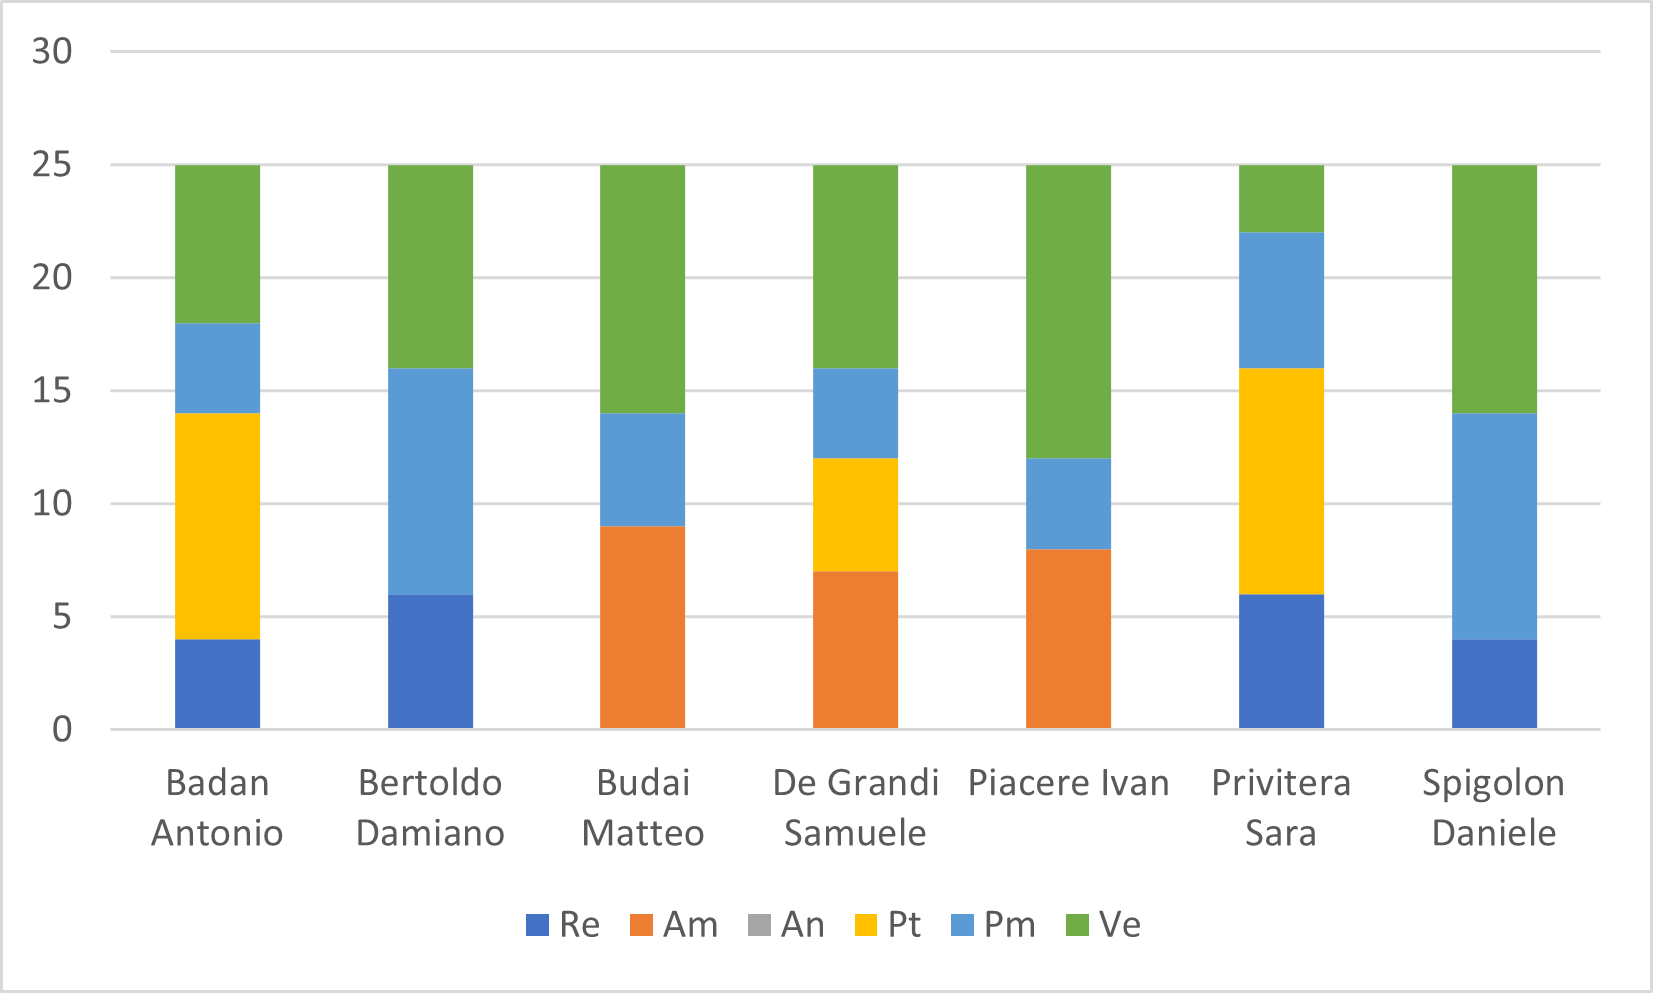 30
25
20
15
10
5
0
Badan Antonio
Bertoldo Damiano
Budai Matteo
De Grandi Samuele
Piacere Ivan
Privitera Sara
Spigolon Daniele
Re Am An Pt Pm Ve